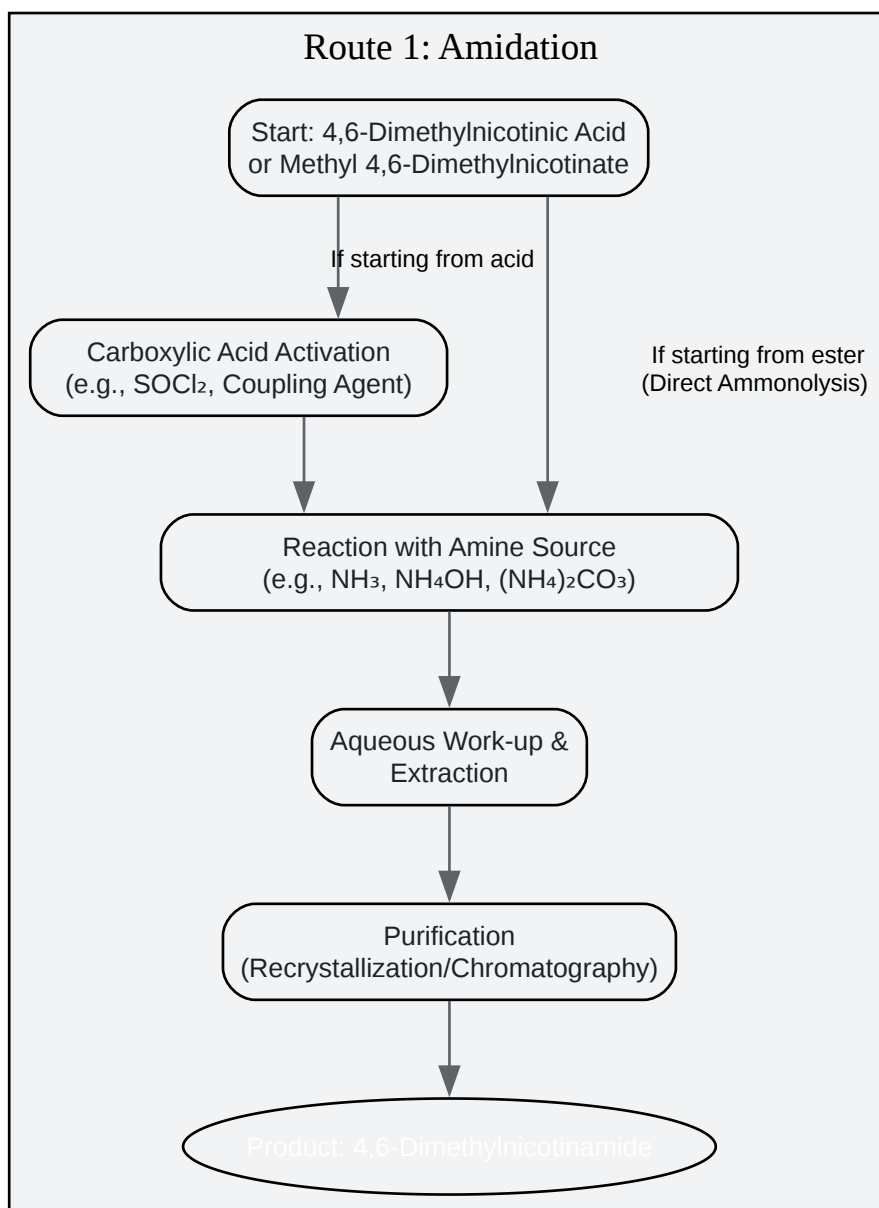 Route 1: Amidation
Start: 4,6-Dimethylnicotinic Acid
or Methyl 4,6-Dimethylnicotinate
If starting from acid
Carboxylic Acid Activation
(e.g., SOCl₂, Coupling Agent)
If starting from ester
(Direct Ammonolysis)
Reaction with Amine Source
(e.g., NH₃, NH₄OH, (NH₄)₂CO₃)
Aqueous Work-up &
Extraction
Purification
(Recrystallization/Chromatography)
Product: 4,6-Dimethylnicotinamide